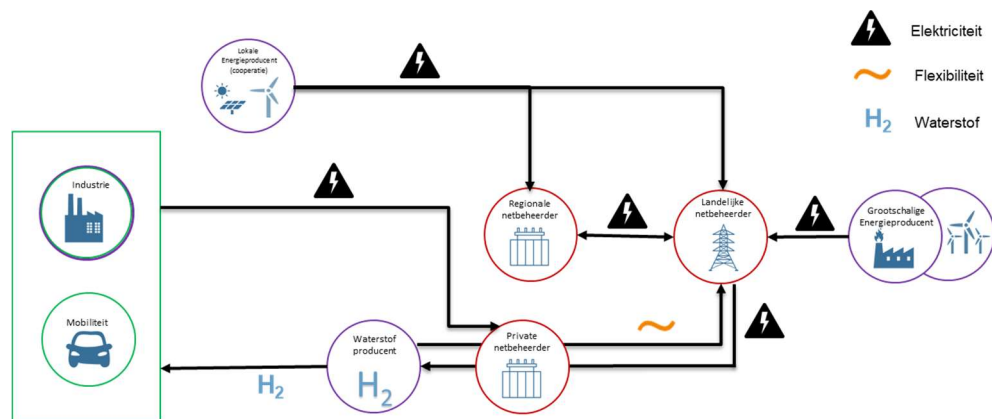 Lokale
Energieproducent
(cooperatie)
Elektriciteit
Flexibiliteit
H2
Waterstof
Industrie
Regionale
netbeheerder
Landelijke
netbeheerder
Grootschalige
Energieproducent
Mobiliteit
Waterstof
producent
H2
Private
netbeheerder
H2